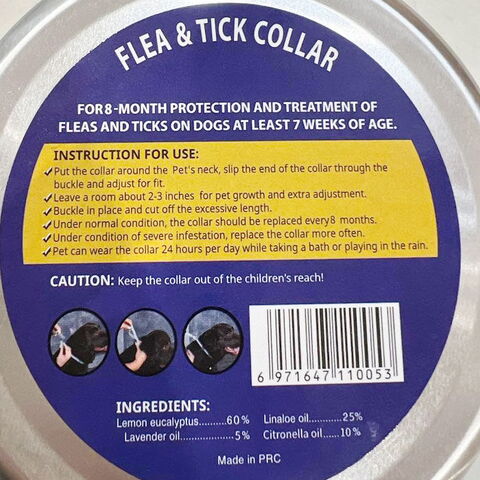 FLEA & TICK COLLAR
FOR 8-MONTH PROTECTION AND TREATMENT OF
FLEAS AND TICKS ON DOGS AT LEAST 7 WEEKS OF AGE.
INSTRUCTION FOR USE:
✓Put the collar around the Pet's neck, slip the end of the collar through the
buckle and adjust for fit.
✓Leave a room about 2-3 inches for pet growth and extra adjustment.
✓Buckle in place and cut off the excessive length.
✓Under normal condition, the collar should be replaced every8 months.
✓Under condition of severe infestation, replace the collar more often.
✓Pet can wear the collar 24 hours per day while taking a bath or playing in the rain.
CAUTION: Keep the collar out of the children's reach!
6 971647 110053
INGREDIENTS:
Lemon eucalyptus..........60% Linaloe oil............25%
Lavender oil...................5% Citronella oil....10%
Made in PRC